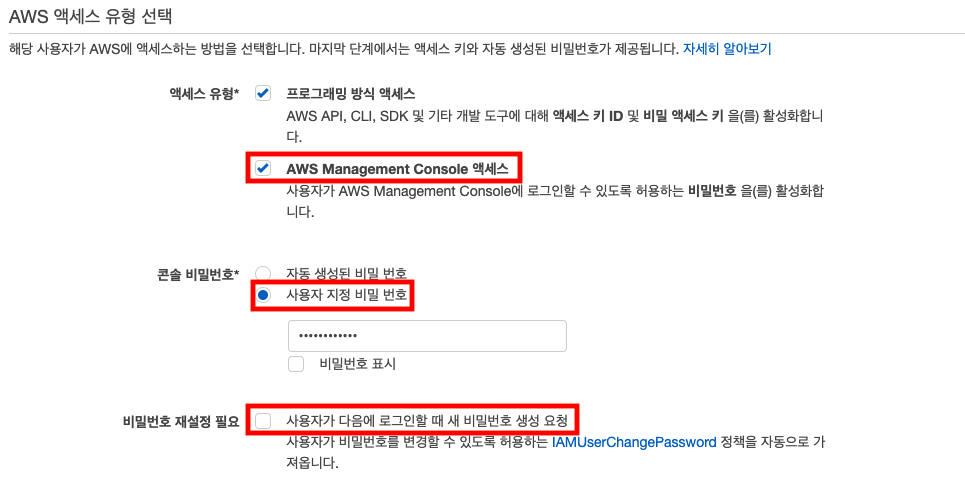 AWS 액세스 유형 선택
해당 사용자가 AWS에 액세스하는 방법을 선택합니다. 마지막 단계에서는 액세스 키와 자동 생성된 비밀번호가 제공됩니다. 자세히 알아보기
액세스 유형* 프로그래밍 방식 액세스
AWS API, CLI, SDK 및 기타 개발 도구에 대해 액세스 키 ID 및 비밀 액세스 키 을(를) 활성화합니
다.
AWS Management Console 액세스
사용자가 AWS Management Console에 로그인할 수 있도록 허용하는 비밀번호 을(를) 활성화합
니다.
콘솔 비밀번호* 자동 생성된 비밀 번호
사용자 지정 비밀 번호
••••••••••••
비밀번호 표시
비밀번호 재설정 필요 사용자가 다음에 로그인할 때 새 비밀번호 생성 요청
사용자가 비밀번호를 변경할 수 있도록 허용하는 IAMUserChangePassword 정책을 자동으로 가
져옵니다.